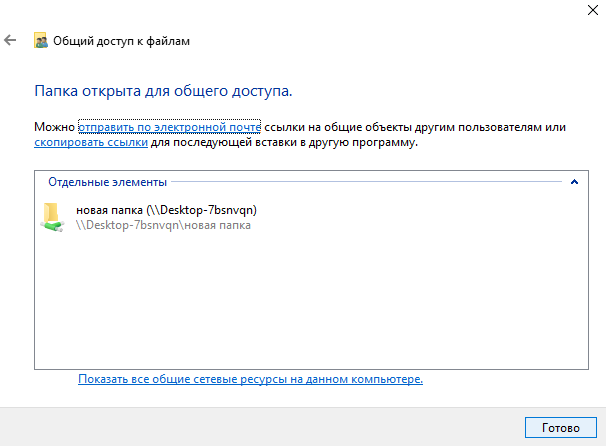 Общий доступ к файлам
Папка открыта для общего доступа.
Можно отправить по электронной почте ссылки на общие объекты другим пользователям или
скопировать ссылки для последующей вставки в другую программу.
Отдельные элементы
новая папка (\\Desktop-7bsnvqn)
\\Desktop-7bsnvqn\новая папка
Показать все общие сетевые ресурсы на данном компьютере.
Готово